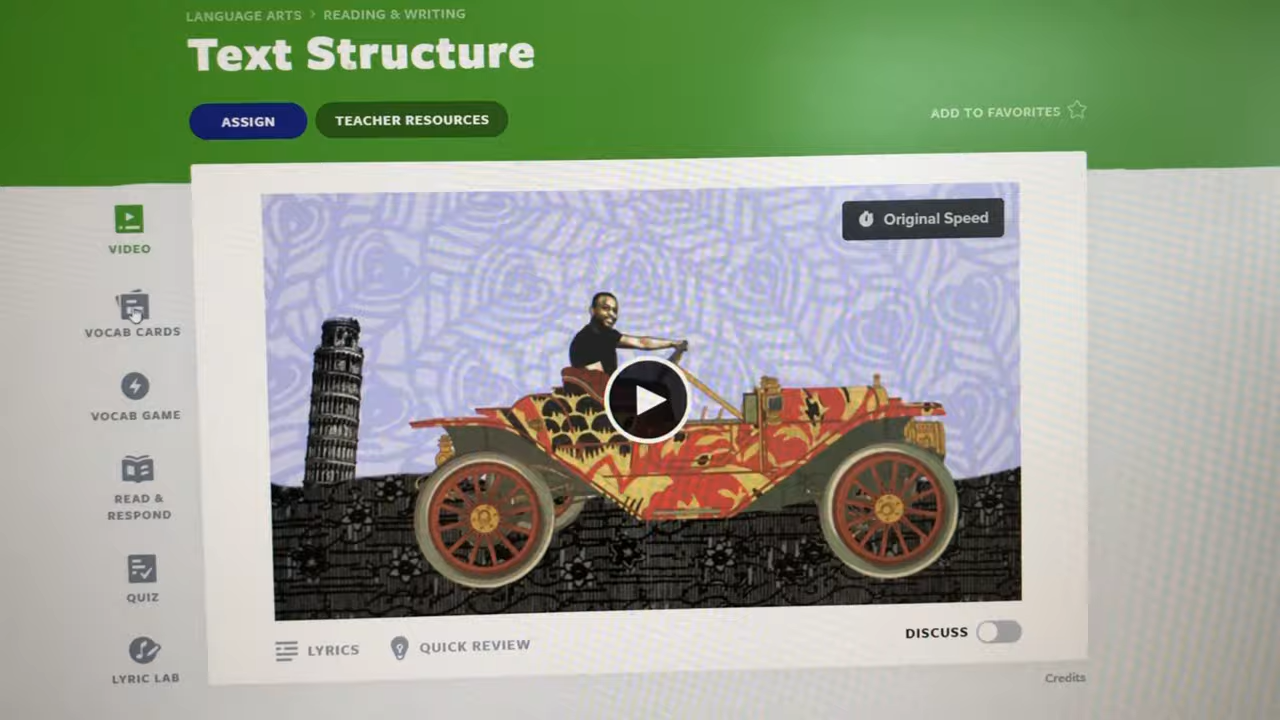 LANGUAGE ARTS > READING & WRITING
Text Structure
ASSIGN
TEACHER RESOURCES
ADD TO FAVORITES
Original Speed
VIDEO
VOCAB CARDS
VOCAB GAME
READ &
RESPOND
QUIZ
LYRIC LAB
LYRICS
QUICK REVIEW
DISCUSS
Credits